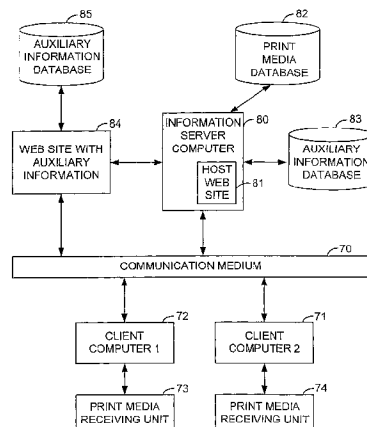 85
AUXILIARY
INFORMATION
DATABASE
82
PRINT
MEDIA
DATABASE
84
WEB SITE WITH
AUXILIARY
INFORMATION
INFORMATION
SERVER
COMPUTER
80
HOST
WEB
SITE
81
83
AUXILIARY
INFORMATION
DATABASE
70
COMMUNICATION MEDIUM
72
CLIENT
COMPUTER 1
71
CLIENT
COMPUTER 2
73
PRINT MEDIA
RECEIVING UNIT
74
PRINT MEDIA
RECEIVING UNIT